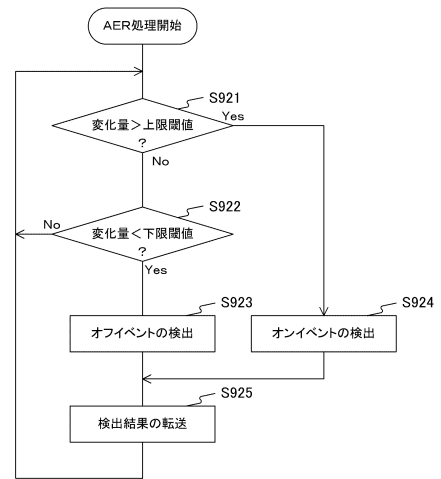 AER処理開始
S921
変化量>上限閾値
?
Yes
No
S922
変化量<下限閾値
?
No
Yes
S923
オフイベントの検出
S924
オンイベントの検出
S925
検出結果の転送